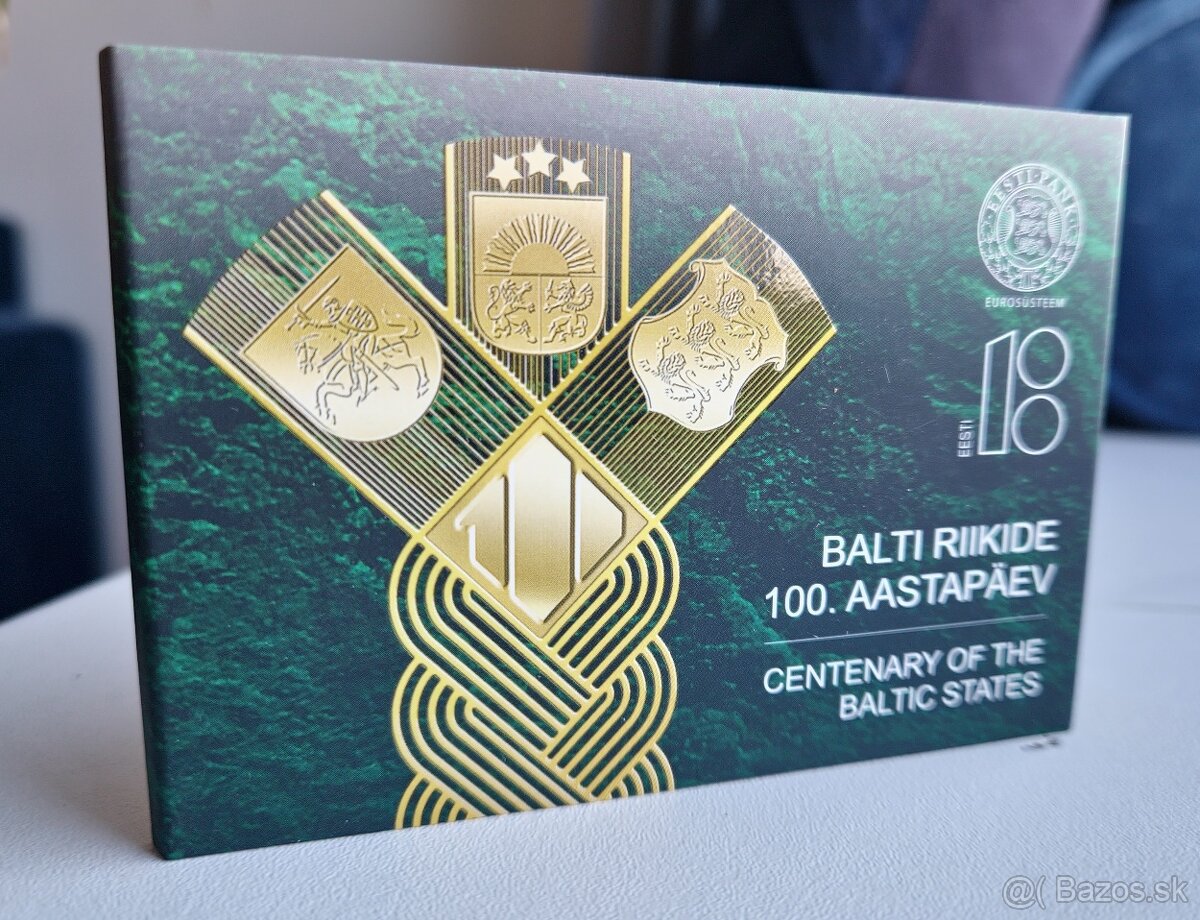 EESTI PANK
EUROSÜSTEEM
EESTI
100
BALTI RIIKIDE
100. AASTAPÄEV
CENTENARY OF THE
BALTIC STATES
@( Bazos.sk